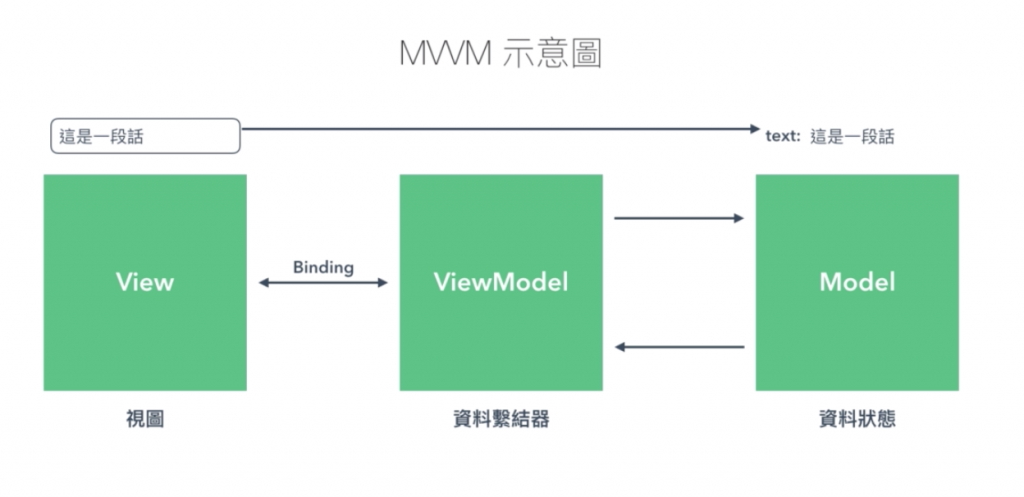 MVVM 示意圖
這是一段話
text: 這是一段話
View
Binding
ViewModel
Model
視圖
資料繫結器
資料狀態